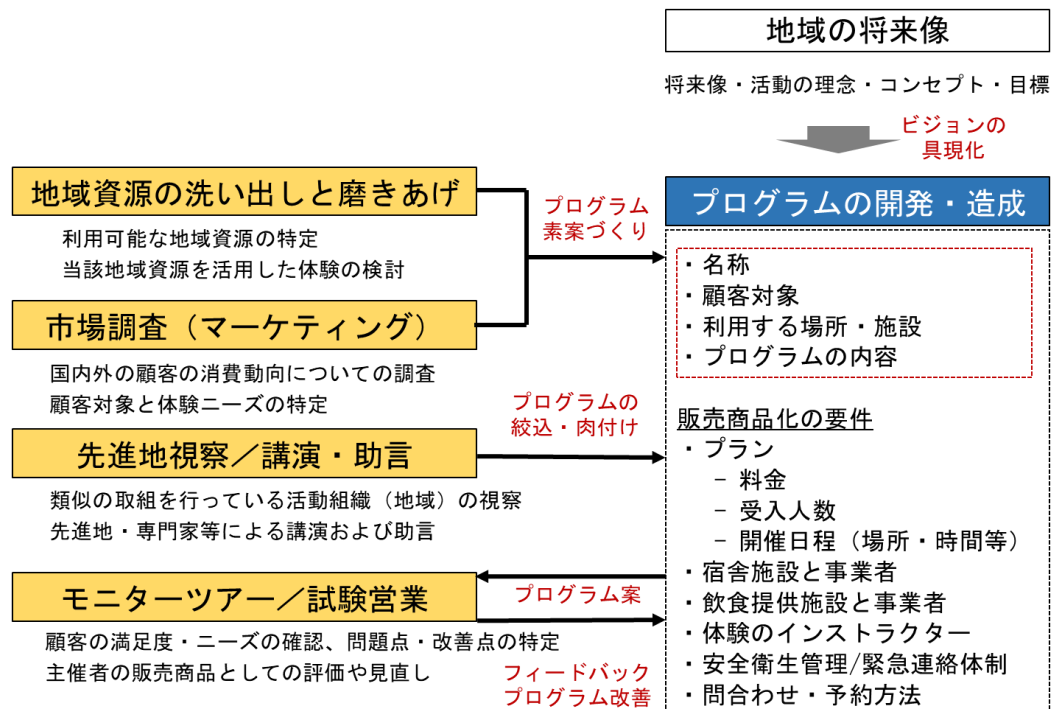 地域の将来像
将来像・活動の理念・コンセプト・目標
ビジョンの
具現化
地域資源の洗い出しと磨きあげ
利用可能な地域資源の特定
当該地域資源を活用した体験の検討
市場調査（マーケティング）
国内外の顧客の消費動向についての調査
顧客対象と体験ニーズの特定
先進地視察／講演・助言
類似の取組を行っている活動組織（地域）の視察
先進地・専門家等による講演および助言
モニターツアー／試験営業
顧客の満足度・ニーズの確認、問題点・改善点の特定
主催者の販売商品としての評価や見直し
プログラム
素案づくり
プログラムの
絞込・肉付け
プログラム案
フィードバック
プログラム改善
プログラムの開発・造成
・名称
・顧客対象
・利用する場所・施設
・プログラムの内容
販売商品化の要件
・プラン
－ 料金
－ 受入人数
－ 開催日程（場所・時間等）
・宿舎施設と事業者
・飲食提供施設と事業者
・体験のインストラクター
・安全衛生管理/緊急連絡体制
・問合わせ・予約方法